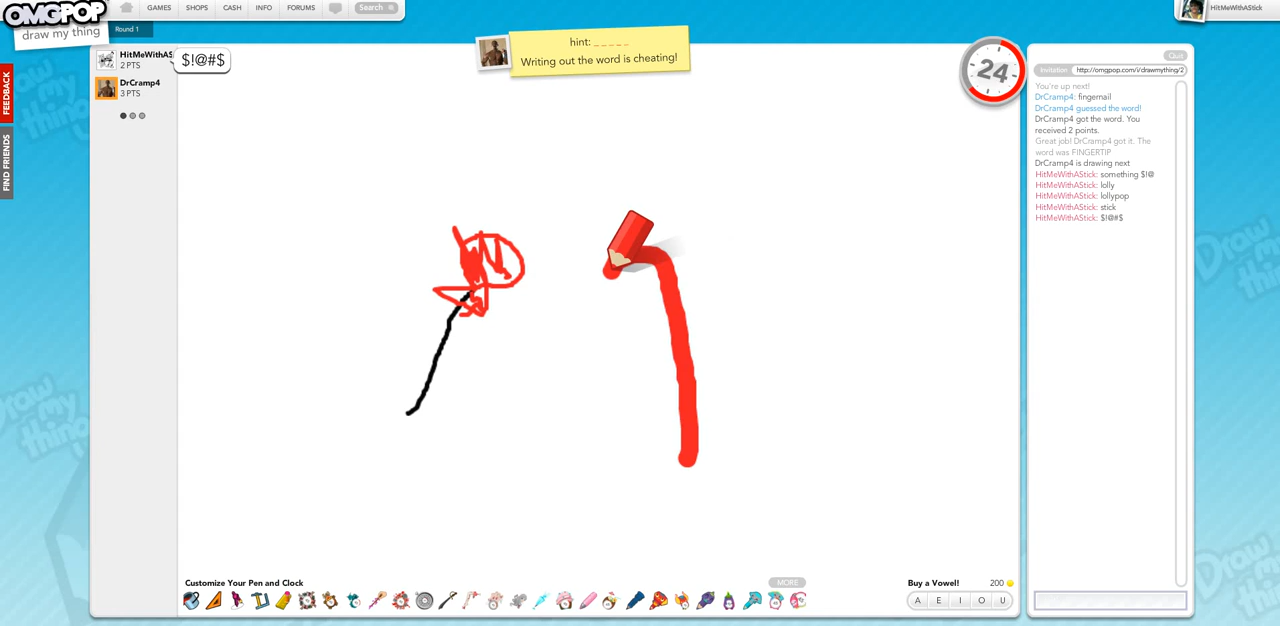 OMGPOP
draw my thing
GAMES SHOPS CASH INFO FORUMS Search
HitMeWithAStick
Round 1
FEEDBACK
FIND FRIENDS
HitMeWithAS
2 PTS
DrCramp4
3 PTS
$!@#$
hint: _ _ _ _ _
Writing out the word is cheating!
24
Quit
Invitation http://omgpop.com/i/drawmything/2
You're up next!
DrCramp4: fingernail
DrCramp4 guessed the word!
DrCramp4 got the word. You
received 2 points.
Great job! DrCramp4 got it. The
word was FINGERTIP
DrCramp4 is drawing next
HitMeWithAStick: something $!@
HitMeWithAStick: lolly
HitMeWithAStick: lollypop
HitMeWithAStick: stick
HitMeWithAStick: $!@#$
Customize Your Pen and Clock
MORE
Buy a Vowel! 200
A E I O U
Draw my thing